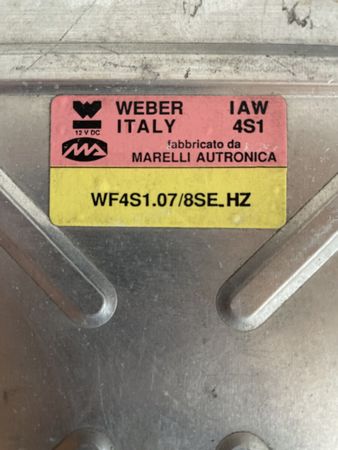 WEBER IAW
12 V DC
ITALY 4S1
fabbricato da
MARELLI AUTRONICA
WF4S1.07/8SE_HZ